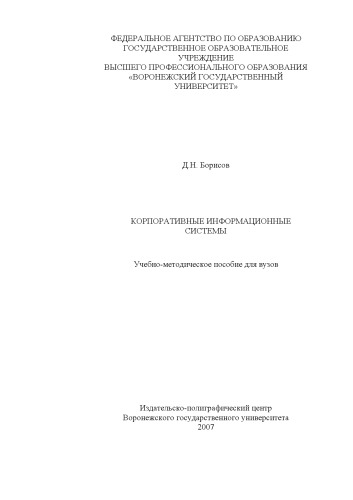 ФЕДЕРАЛЬНОЕ АГЕНТСТВО ПО ОБРАЗОВАНИЮ
ГОСУДАРСТВЕННОЕ ОБРАЗОВАТЕЛЬНОЕ
УЧРЕЖДЕНИЕ
ВЫСШЕГО ПРОФЕССИОНАЛЬНОГО ОБРАЗОВАНИЯ
«ВОРОНЕЖСКИЙ ГОСУДАРСТВЕННЫЙ
УНИВЕРСИТЕТ»
Д.Н. Борисов
КОРПОРАТИВНЫЕ ИНФОРМАЦИОННЫЕ
СИСТЕМЫ
Учебно-методическое пособие для вузов
Издательско-полиграфический центр
Воронежского государственного университета
2007